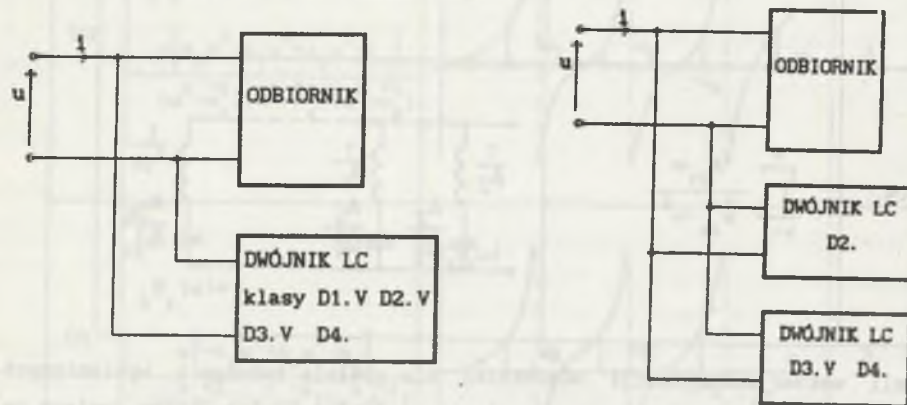 i
u
ODBIORNIK
DWÓJNIK LC
klasy D1.V D2.V
D3.V D4.
i
u
ODBIORNIK
DWÓJNIK LC
D2.
DWÓJNIK LC
D3.V D4.